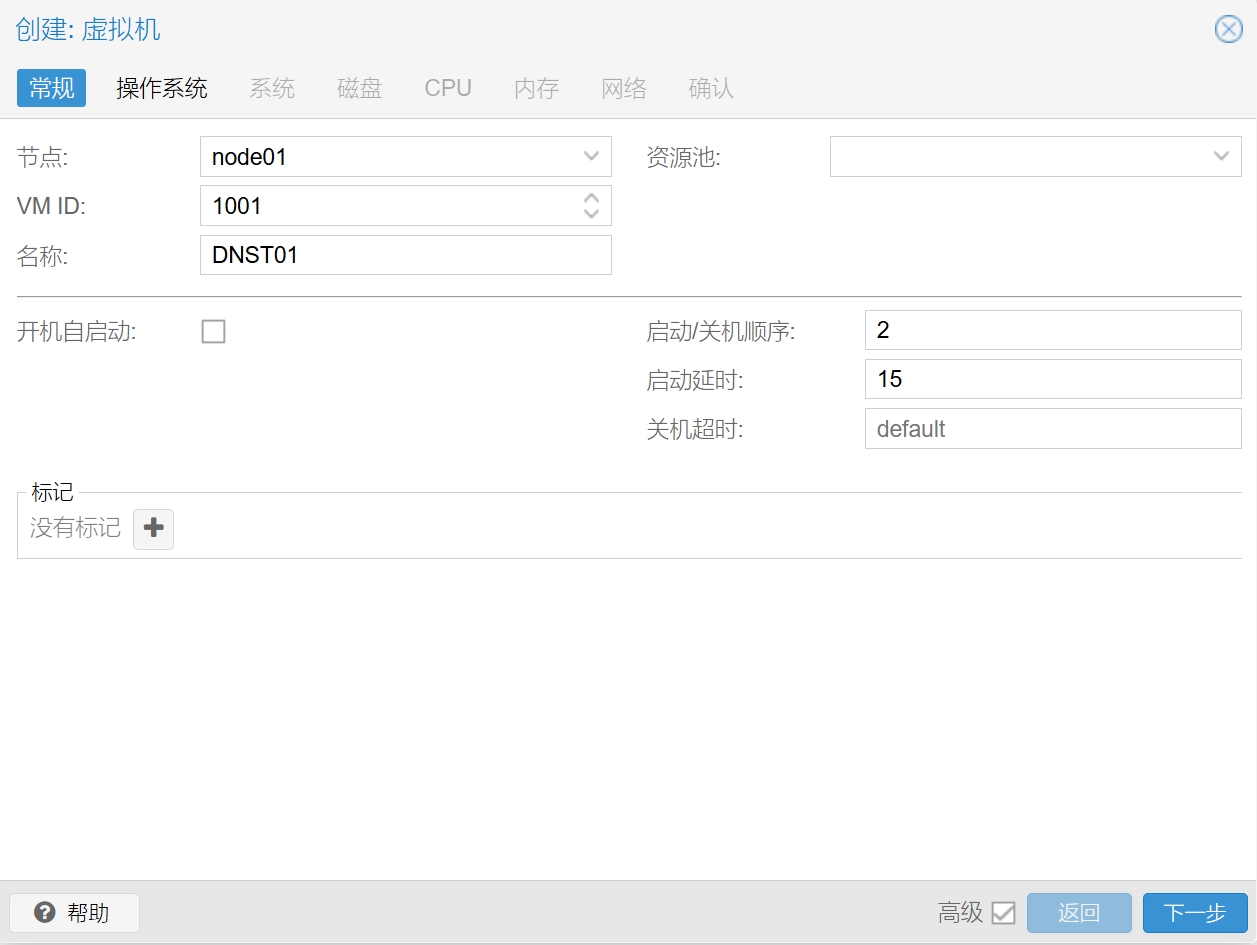 创建: 虚拟机
常规 操作系统 系统 磁盘 CPU 内存 网络 确认
节点: node01 资源池:
VM ID: 1001
名称: DNST01
开机自启动: 启动/关机顺序: 2
启动延时: 15
关机超时: default
标记
没有标记
帮助 高级 返回 下一步